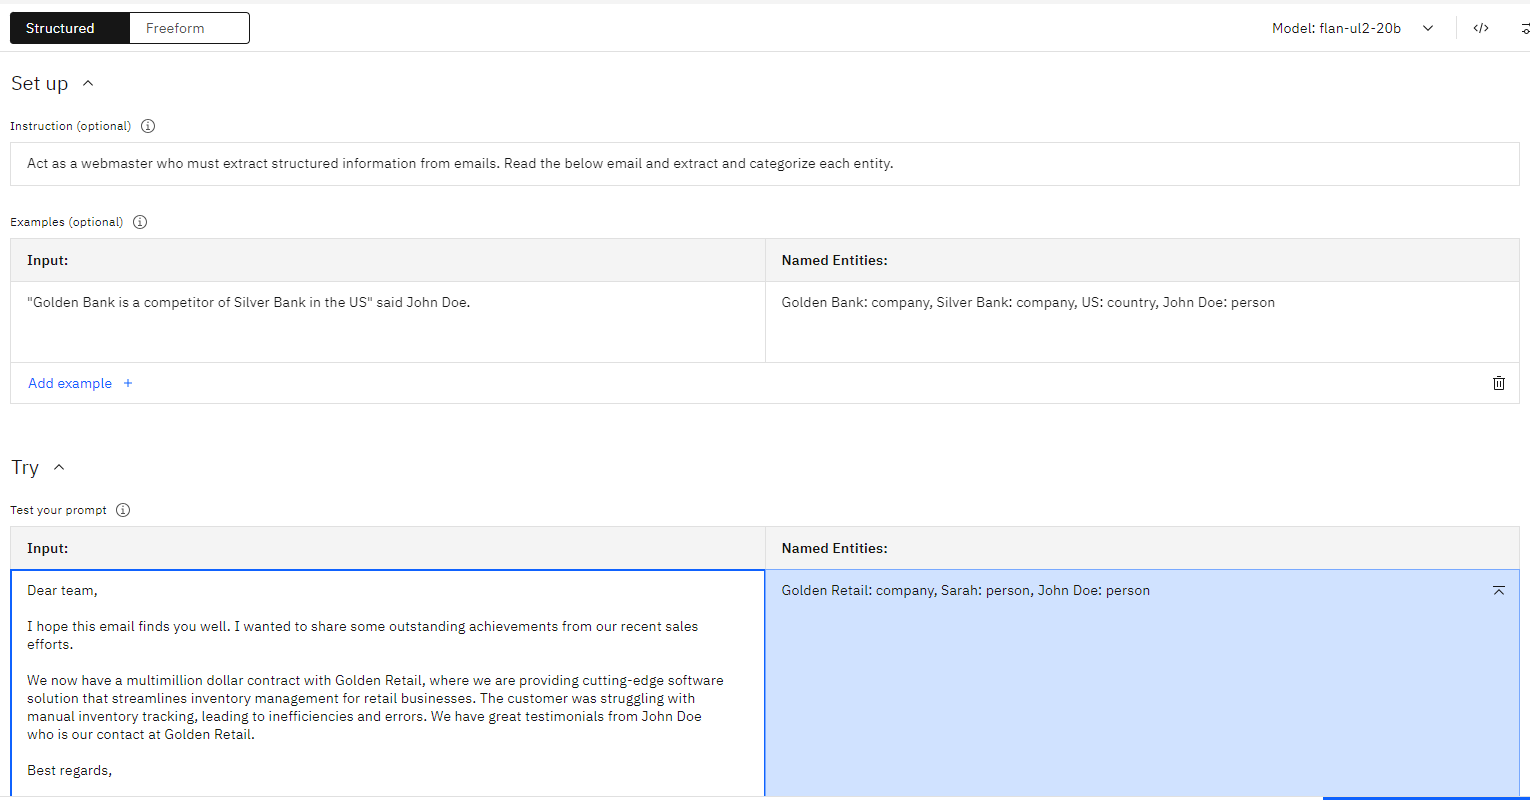 Structured
Freeform
Model: flan-ul2-20b
</>
Set up
Instruction (optional)
Act as a webmaster who must extract structured information from emails. Read the below email and extract and categorize each entity.
Examples (optional)
Input:
Named Entities:
"Golden Bank is a competitor of Silver Bank in the US" said John Doe.
Golden Bank: company, Silver Bank: company, US: country, John Doe: person
Add example +
Try
Test your prompt
Input:
Named Entities:
Dear team,
I hope this email finds you well. I wanted to share some outstanding achievements from our recent sales
efforts.
We now have a multimillion dollar contract with Golden Retail, where we are providing cutting-edge software
solution that streamlines inventory management for retail businesses. The customer was struggling with
manual inventory tracking, leading to inefficiencies and errors. We have great testimonials from John Doe
who is our contact at Golden Retail.
Best regards,
Golden Retail: company, Sarah: person, John Doe: person